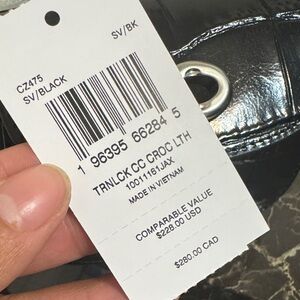 CZ475
SV/BLACK
SV/BK
1 96395 66284 5
TRNLCK CC CROC LTH
10011181JAX
MADE IN VIETNAM
COMPARABLE VALUE
$228.00 USD
$280.00 CAD